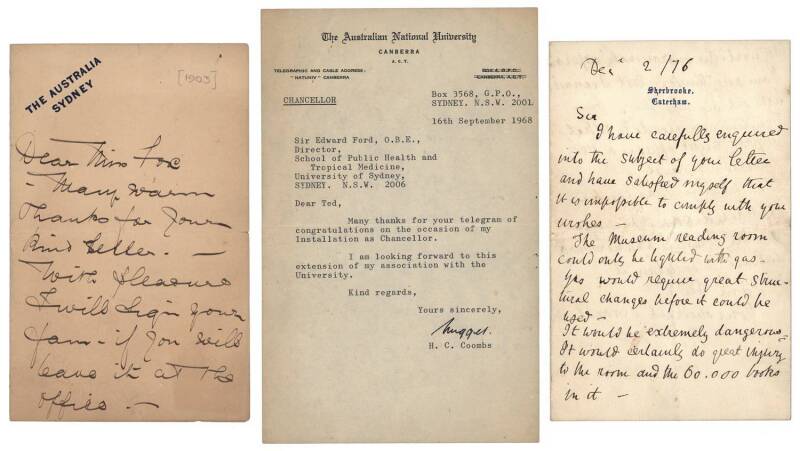 THE AUSTRALIA
SYDNEY
[1903]
Dear Miss Fox
- Many warm
thanks for your
kind letter. -
With pleasure
I will sign your
fan - if you will
leave it at the
office. -
The Australian National University
CANBERRA
A.C.T.
TELEGRAPHIC AND CABLE ADDRESS:
"NATUNIV" CANBERRA
BOX 4, G.P.O.,
CANBERRA, A.C.T.
CHANCELLOR
Box 3568, G.P.O.,
SYDNEY. N.S.W. 2001
16th September 1968
Sir Edward Ford, O.B.E.,
Director,
School of Public Health and
Tropical Medicine,
University of Sydney,
SYDNEY. N.S.W. 2006
Dear Ted,
Many thanks for your telegram of
congratulations on the occasion of my
Installation as Chancellor.
I am looking forward to this
extension of my association with the
University.
Kind regards,
Yours sincerely,
Nugget
H. C. Coombs
Dec 2/76
Sherbrooke.
Caterham.
Sir
I have carefully enquired
into the subject of your letter
and have satisfied myself that
it is impossible to comply with your
wishes -
The Museum reading room
could only be lighted with gas -
Gas would require great struc-
tural changes before it could be
used -
It would be extremely dangerous -
It would certainly do great injury
to the room and the 60.000 books
in it -